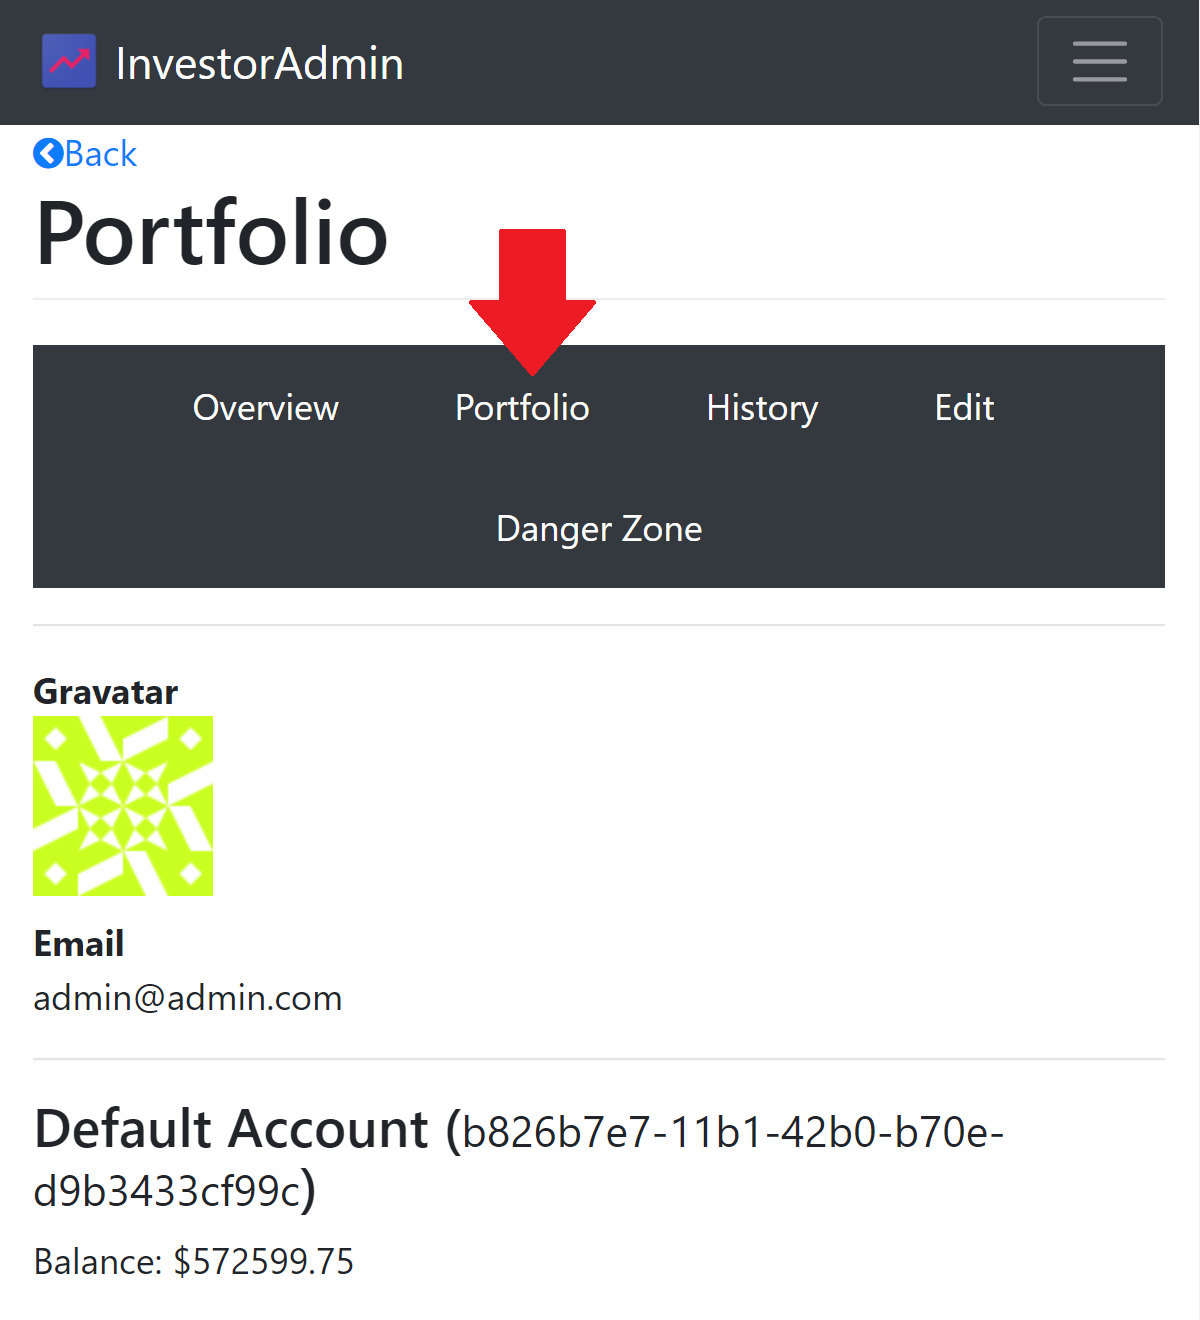 InvestorAdmin
Back
Portfolio
Overview Portfolio History Edit
Danger Zone
Gravatar
Email
admin@admin.com
Default Account (b826b7e7-11b1-42b0-b70e-
d9b3433cf99c)
Balance: $572599.75